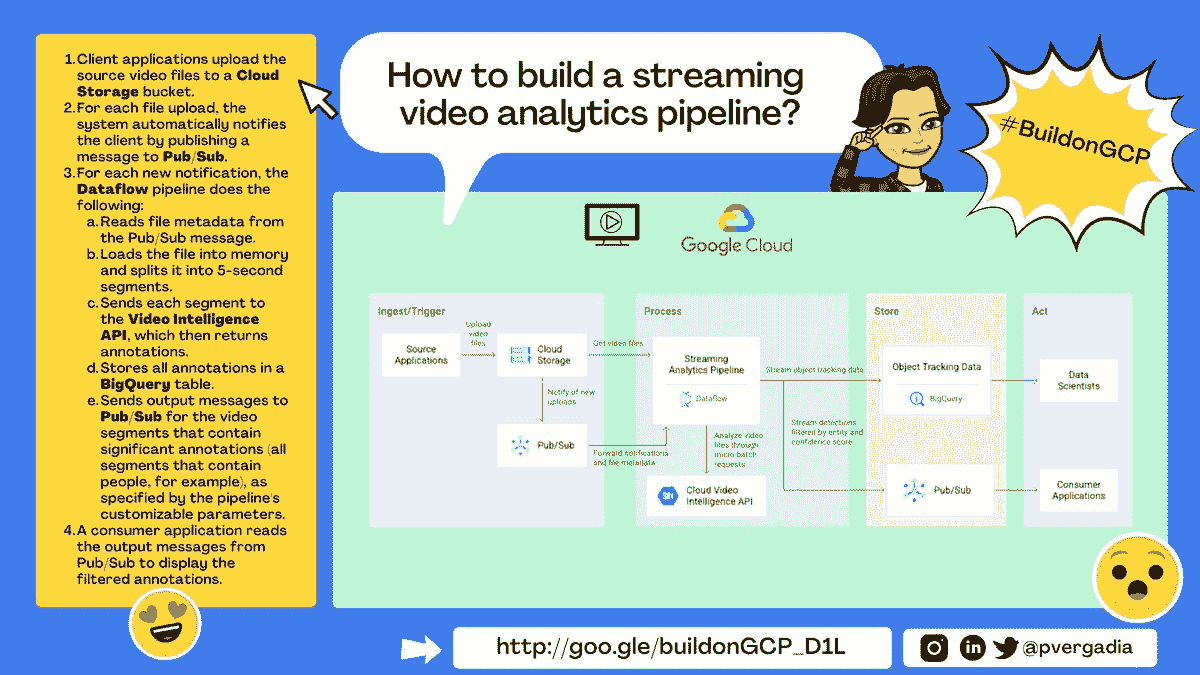 1.Client applications upload the
source video files to a Cloud
Storage bucket.
2.For each file upload, the
system automatically notifies
the client by publishing a
message to Pub/Sub.
3.For each new notification, the
Dataflow pipeline does the
following:
a.Reads file metadata from
the Pub/Sub message.
b.Loads the file into memory
and splits it into 5-second
segments.
c.Sends each segment to
the Video Intelligence
API, which then returns
annotations.
d.Stores all annotations in a
BigQuery table.
e.Sends output messages to
Pub/Sub for the video
segments that contain
significant annotations (all
segments that contain
people, for example), as
specified by the pipeline's
customizable parameters.
4.A consumer application reads
the output messages from
Pub/Sub to display the
filtered annotations.
How to build a streaming
video analytics pipeline?
#BuildonGCP
Google Cloud
Ingest/Trigger
Source
Applications
Upload
video
files
Cloud
Storage
Get video files
Notify of new
uploads
Pub/Sub
Forward notifications
and file metadata
Process
Streaming
Analytics Pipeline
Dataflow
Analyze video
files through
micro batch
requests
Cloud Video
Intelligence API
Stream object tracking data
Stream detections
filtered by entity and
confidence score
Store
Object Tracking Data
BigQuery
Pub/Sub
Act
Data
Scientists
Consumer
Applications
http://goo.gle/buildonGCP_D1L
in
@pvergadia